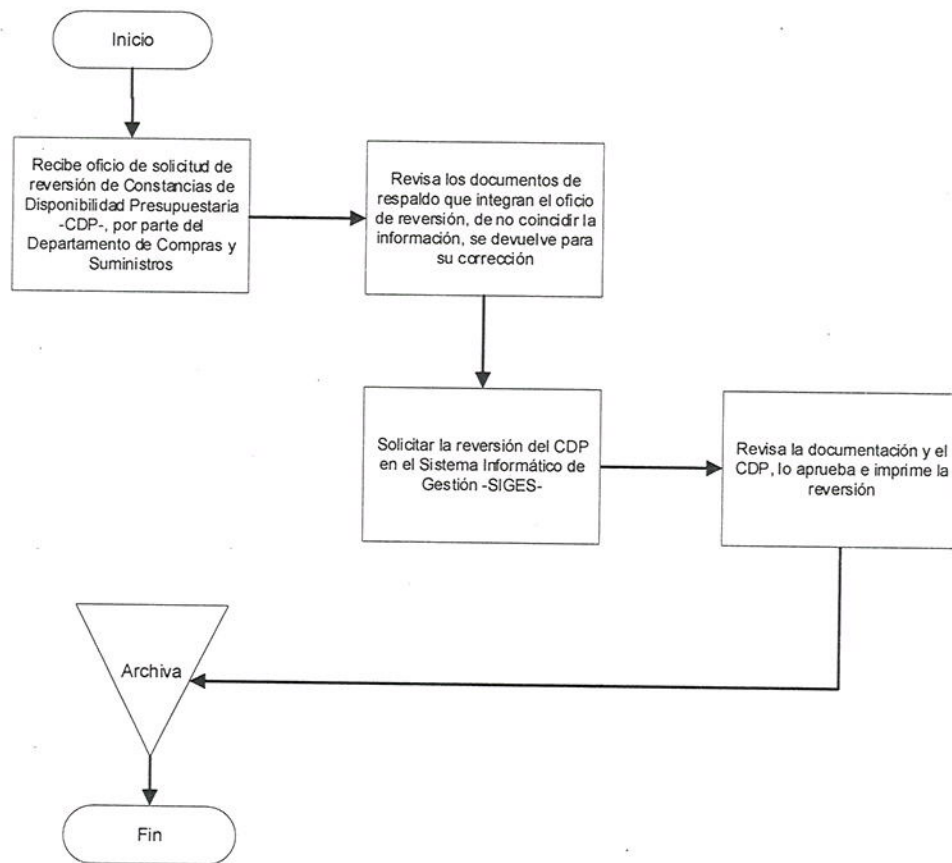 Inicio
Recibe oficio de solicitud de
reversión de Constancias de
Disponibilidad Presupuestaria
-CDP-, por parte del
Departamento de Compras y
Suministros
Revisa los documentos de
respaldo que integran el oficio
de reversión, de no coincidir la
información, se devuelve para
su corrección
Solicitar la reversión del CDP
en el Sistema Informático de
Gestión -SIGES-
Revisa la documentación y el
CDP, lo aprueba e imprime la
reversión
Archiva
Fin